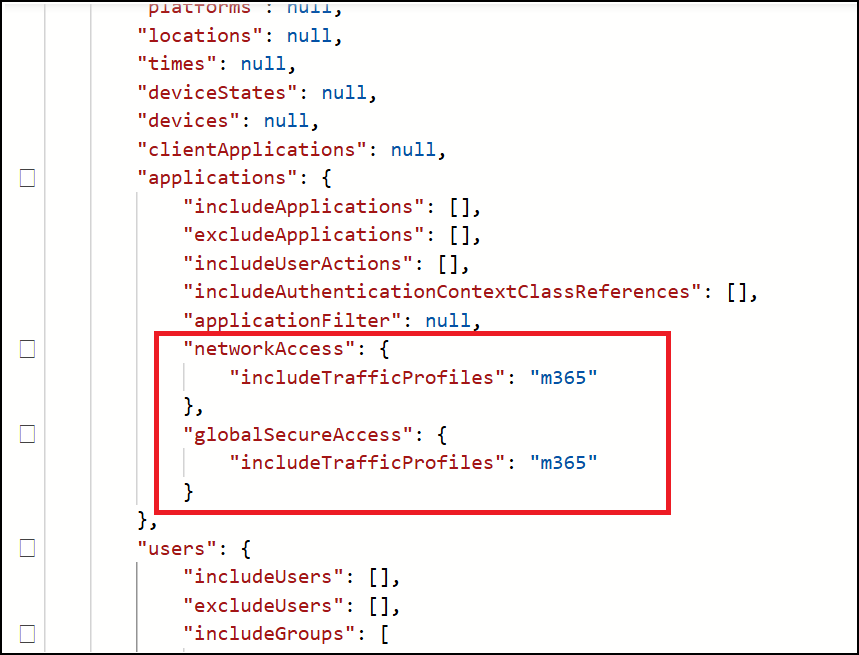 "platforms": null,
"locations": null,
"times": null,
"deviceStates": null,
"devices": null,
"clientApplications": null,
"applications": {
"includeApplications": [],
"excludeApplications": [],
"includeUserActions": [],
"includeAuthenticationContextClassReferences": [],
"applicationFilter": null,
"networkAccess": {
"includeTrafficProfiles": "m365"
},
"globalSecureAccess": {
"includeTrafficProfiles": "m365"
}
},
"users": {
"includeUsers": [],
"excludeUsers": [],
"includeGroups": [